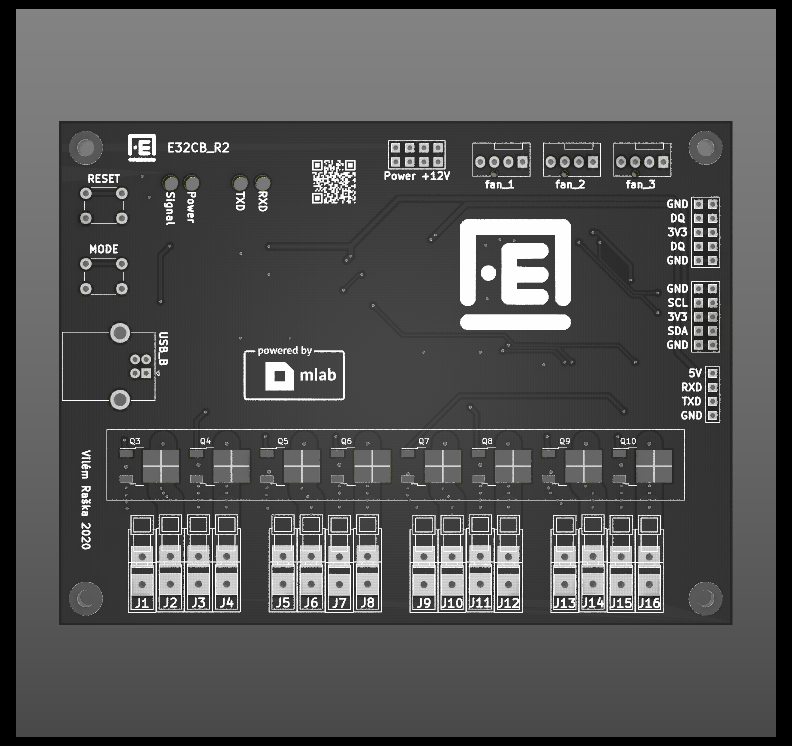 E32CB_R2
RESET
Signal
Power
TXD
RXD
Power +12V
fan_1
fan_2
fan_3
MODE
GND
DQ
3V3
DQ
GND
GND
SCL
3V3
SDA
GND
USB_B
powered by
mlab
5V
RXD
TXD
GND
Q3
Q4
Q5
Q6
Q7
Q8
Q9
Q10
Vilém Raška 2020
J1
J2
J3
J4
J5
J6
J7
J8
J9
J10
J11
J12
J13
J14
J15
J16